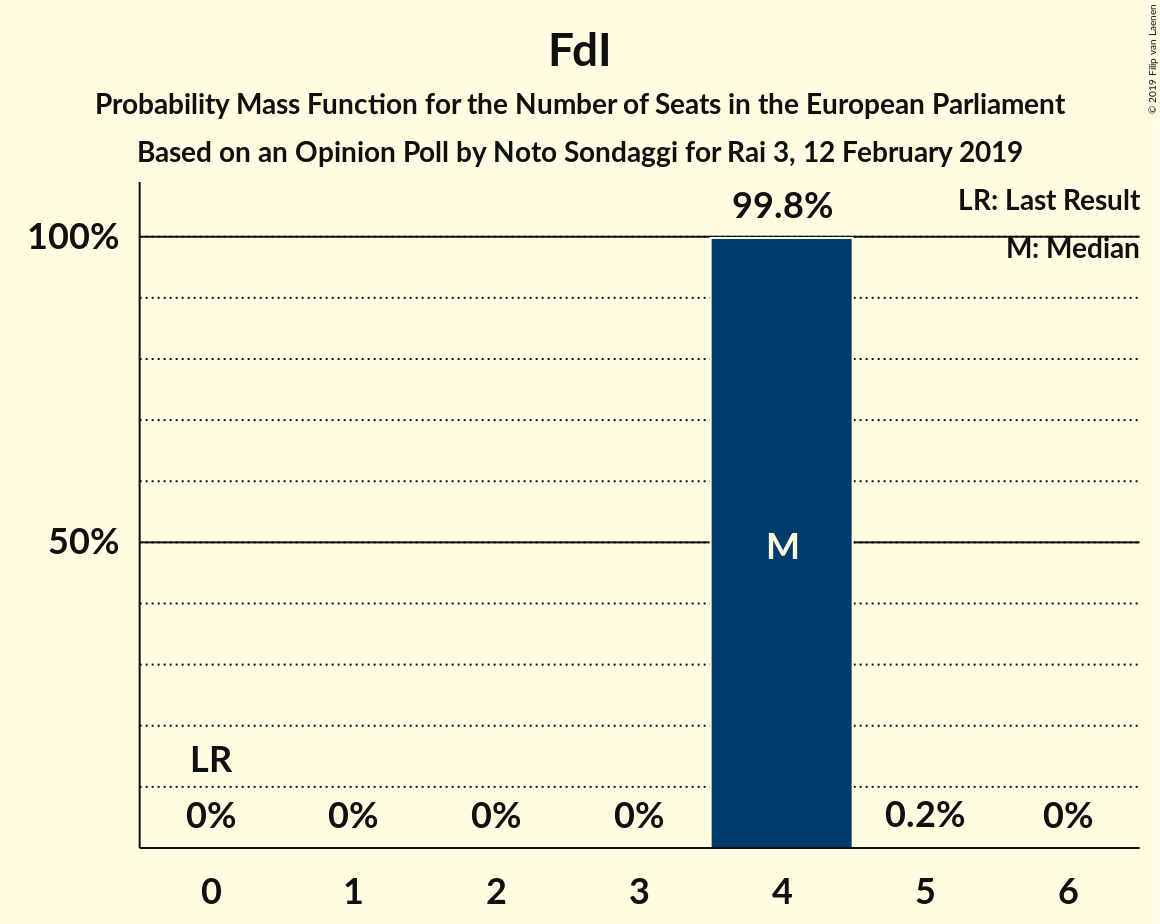 FdI
Probability Mass Function for the Number of Seats in the European Parliament
Based on an Opinion Poll by Noto Sondaggi for Rai 3, 12 February 2019
© 2019 Filip van Laenen
LR: Last Result
M: Median
99.8%
100%
50%
M
LR
0% 0% 0% 0% 0.2% 0%
0 1 2 3 4 5 6